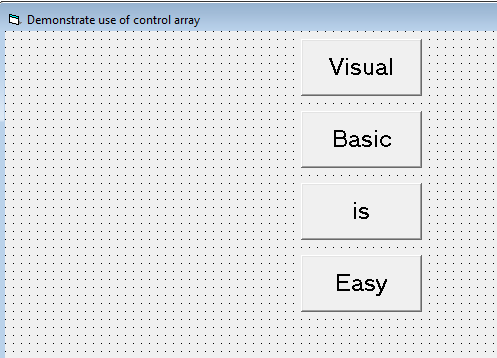 Demonstrate use of control array
Visual
Basic
is
Easy